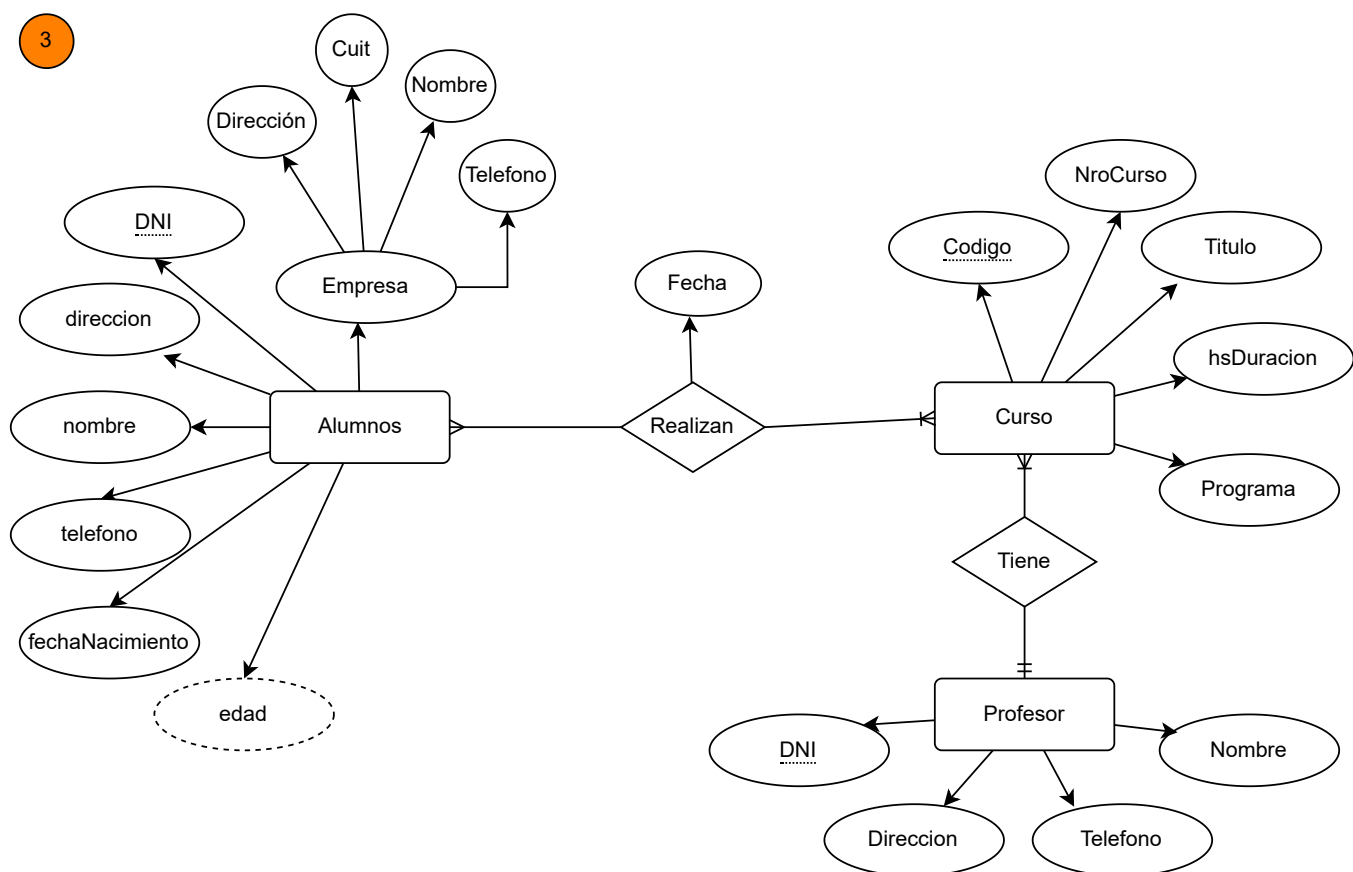 3
Cuit
Nombre
Dirección
Telefono
DNI
Empresa
direccion
nombre
Alumnos
telefono
fechaNacimiento
edad
Fecha
Realizan
NroCurso
Codigo
Titulo
hsDuracion
Curso
Programa
Tiene
Profesor
DNI
Nombre
Direccion
Telefono